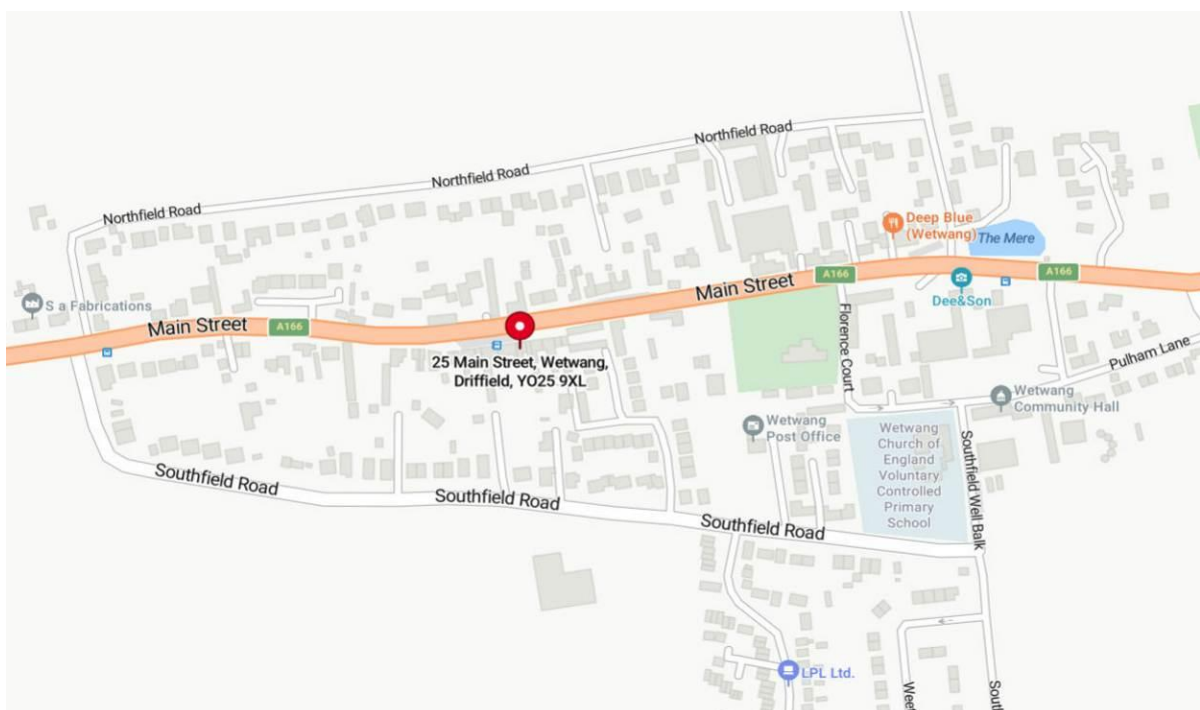 Northfield Road
Northfield Road
Northfield Road
Deep Blue
(Wetwang)
The Mere
A166
A166
Main Street
Dee&Son
S a Fabrications
Main Street
A166
25 Main Street, Wetwang,
Driffield, YO25 9XL
Florence Court
Pulham Lane
Wetwang
Community Hall
Wetwang
Post Office
Wetwang
Church of
England
Voluntary
Controlled
Primary
School
Southfield Well Balk
Southfield Road
Southfield Road
Southfield Road
LPL Ltd.